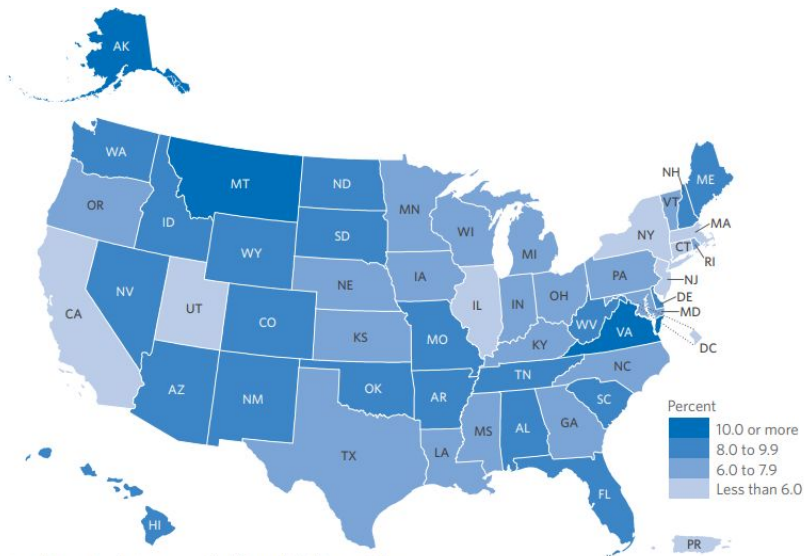 AK
WA
MT
ND
OR
ID
WY
SD
MN
WI
MI
NH
ME
VT
MA
NY
CT
RI
NV
UT
CO
NE
KS
IA
IL
IN
OH
PA
NJ
DE
MD
DC
CA
AZ
NM
OK
MO
AR
KY
WV
VA
TN
NC
SC
TX
LA
MS
AL
GA
FL
HI
PR
Percent
10.0 or more
8.0 to 9.9
6.0 to 7.9
Less than 6.0